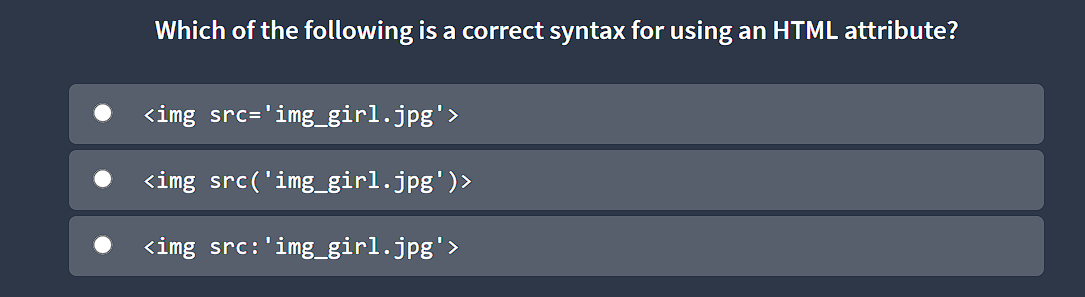 Which of the following is a correct syntax for using an HTML attribute?
<img src='img_girl.jpg'>
<img src('img_girl.jpg')>
<img src:'img_girl.jpg'>